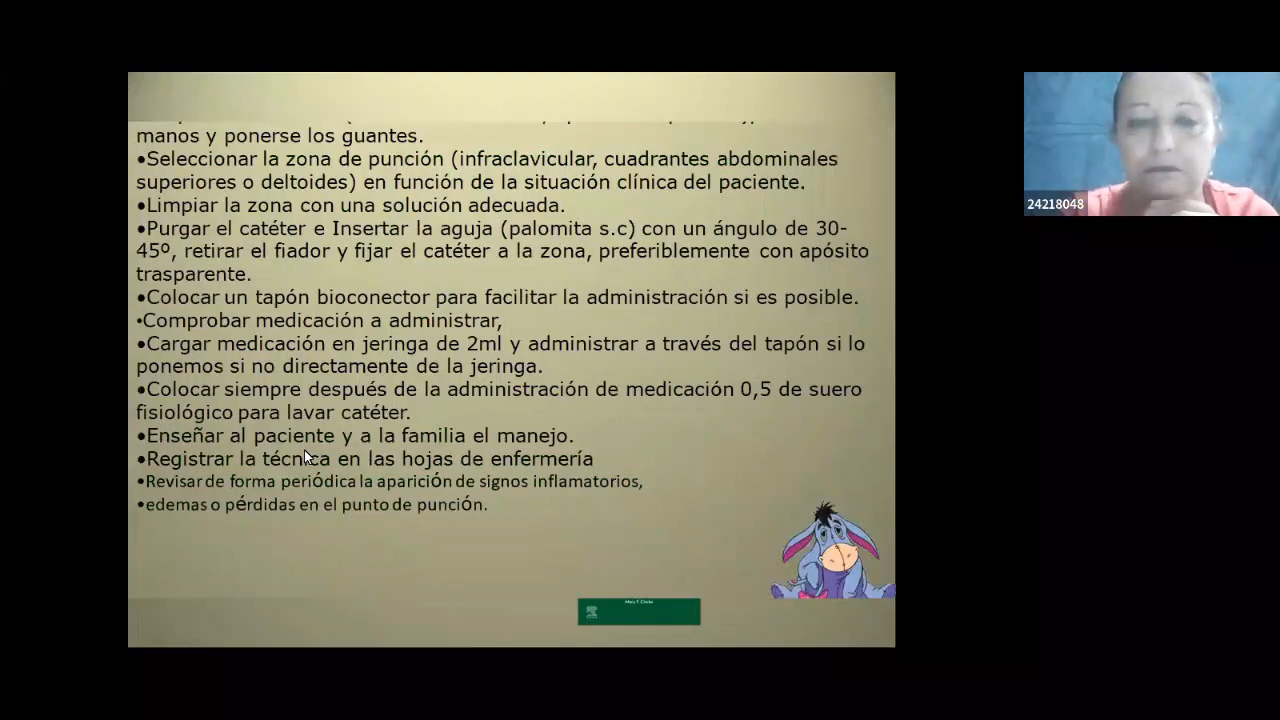 manos y ponerse los guantes.
•Seleccionar la zona de punción (infraclavicular, cuadrantes abdominales
superiores o deltoides) en función de la situación clínica del paciente.
•Limpiar la zona con una solución adecuada.
•Purgar el catéter e Insertar la aguja (palomita s.c) con un ángulo de 30-
45º, retirar el fiador y fijar el catéter a la zona, preferiblemente con apósito
trasparente.
•Colocar un tapón bioconector para facilitar la administración si es posible.
•Comprobar medicación a administrar,
•Cargar medicación en jeringa de 2ml y administrar a través del tapón si lo
ponemos si no directamente de la jeringa.
•Colocar siempre después de la administración de medicación 0,5 de suero
fisiológico para lavar catéter.
•Enseñar al paciente y a la familia el manejo.
•Registrar la técnica en las hojas de enfermería
•Revisar de forma periódica la aparición de signos inflamatorios,
•edemas o pérdidas en el punto de punción.
24218048